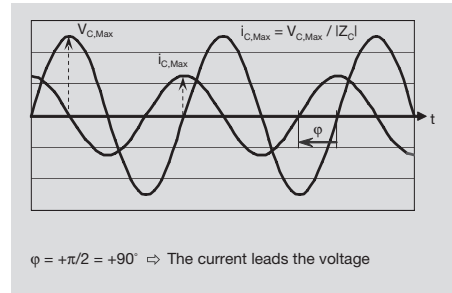 V_C,Max
i_C,Max = V_C,Max / |Z_C|
i_C,Max
t
φ
φ = +π/2 = +90° ⇨ The current leads the voltage